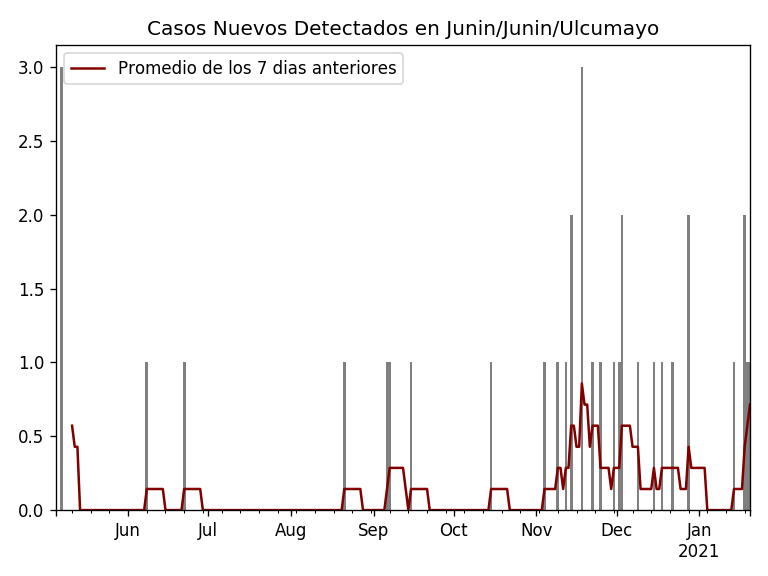 Casos Nuevos Detectados en Junin/Junin/Ulcumayo
Promedio de los 7 dias anteriores
3.0
2.5
2.0
1.5
1.0
0.5
0.0
Jun Jul Aug Sep Oct Nov Dec Jan
2021